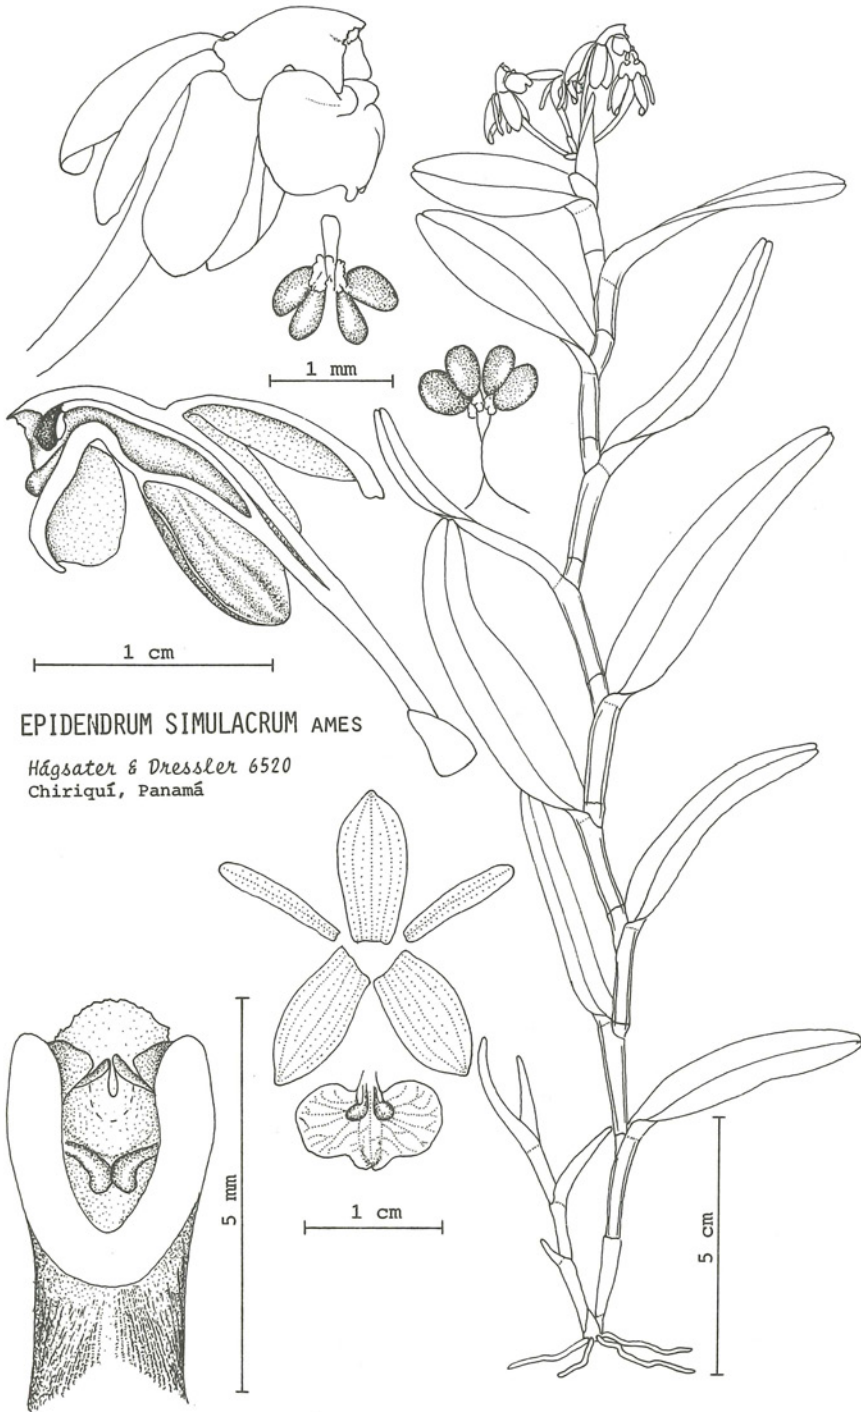 1 mm
1 cm
EPIDENDRUM SIMULACRUM AMES
Hágsater & Dressler 6520
Chiriquí, Panamá
5 mm
1 cm
5 cm